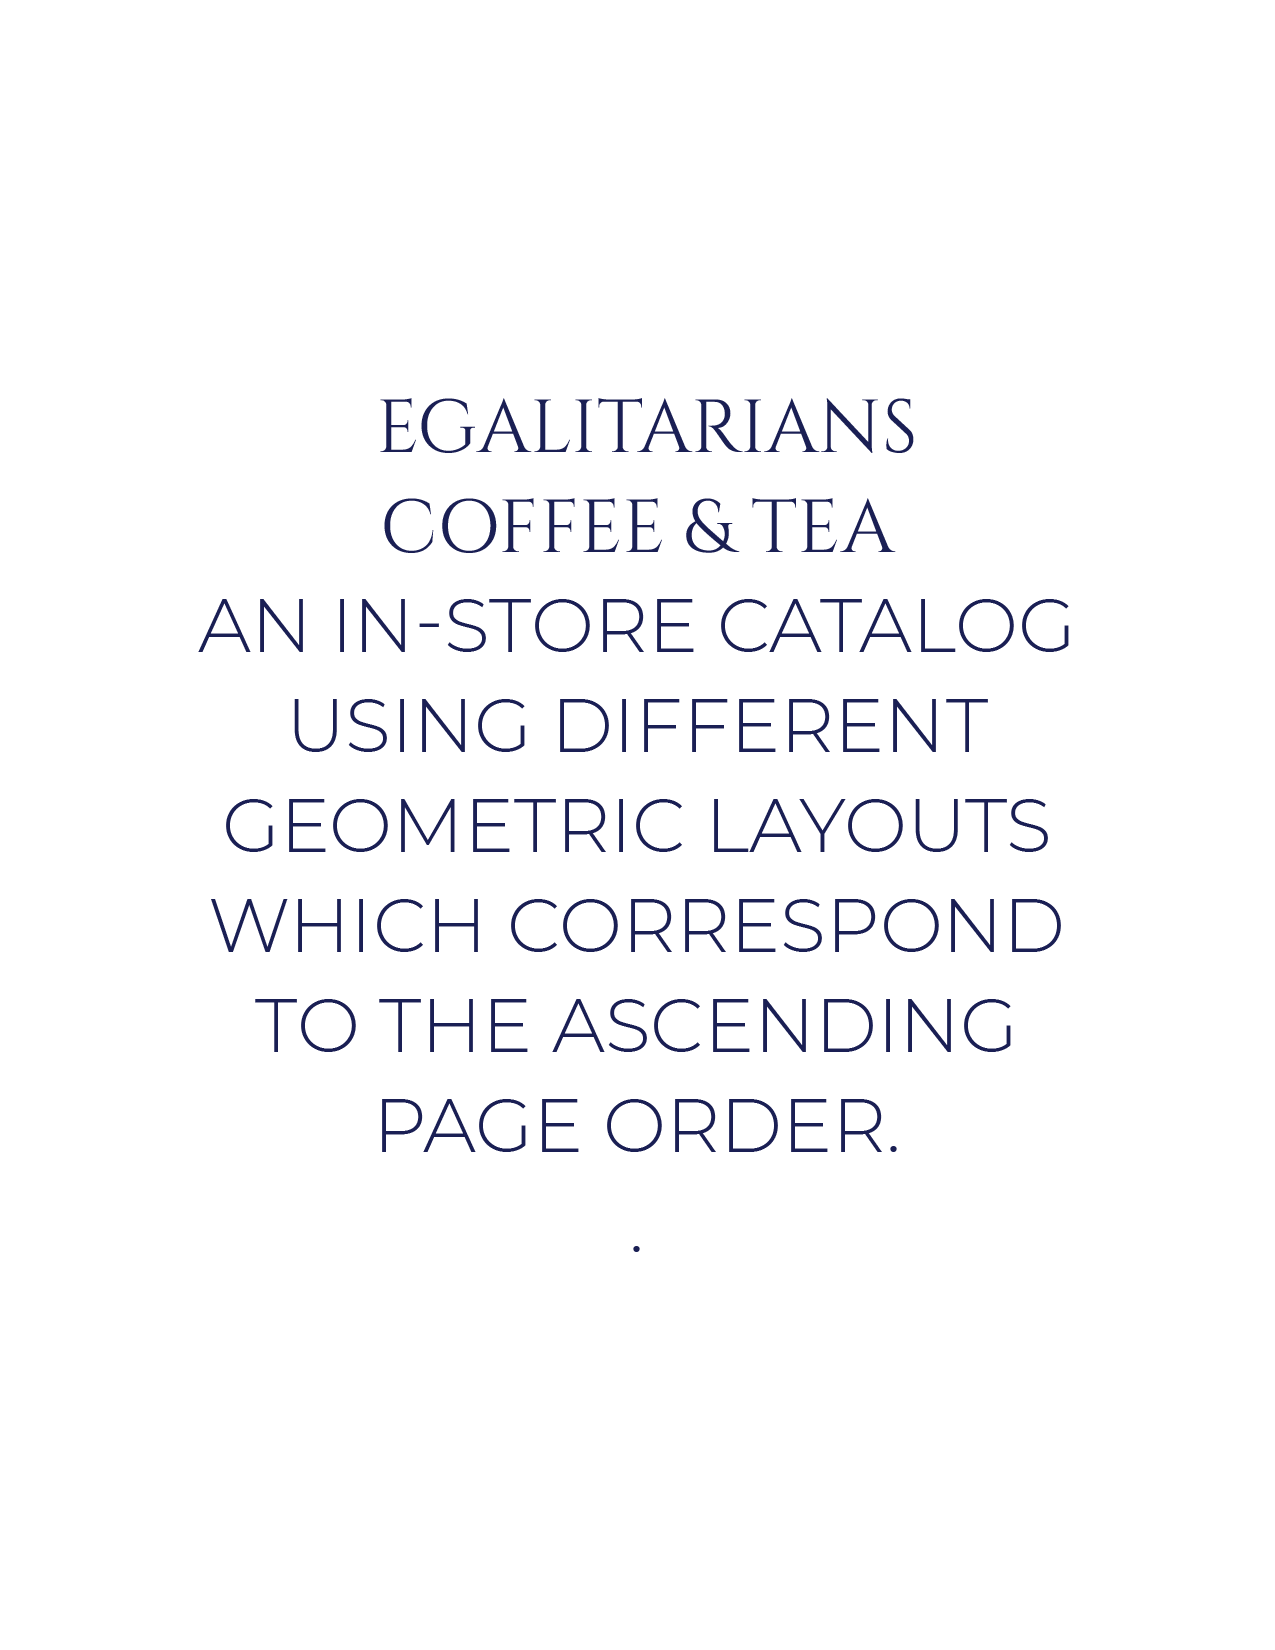 EGALITARIANS
COFFEE & TEA
AN IN-STORE CATALOG
USING DIFFERENT
GEOMETRIC LAYOUTS
WHICH CORRESPOND
TO THE ASCENDING
PAGE ORDER.
.